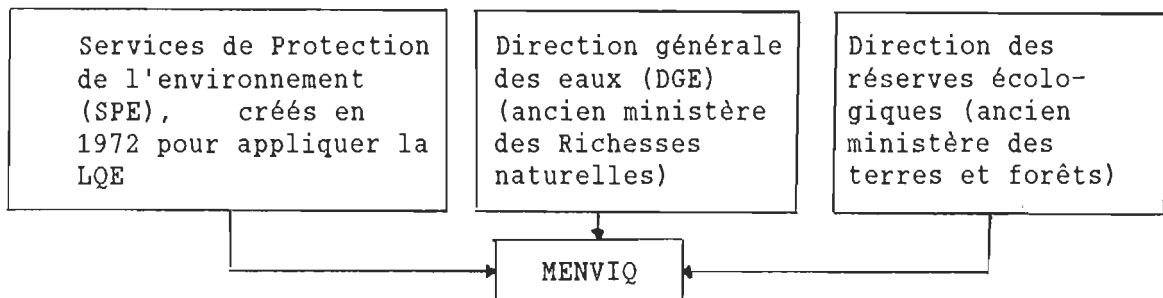 Services de Protection
de l'environnement
(SPE), créés en
1972 pour appliquer la
LQE
Direction générale
des eaux (DGE)
(ancien ministère
des Richesses
naturelles)
Direction des
réserves écolo-
giques (ancien
ministère des
terres et forêts)
MENVIQ